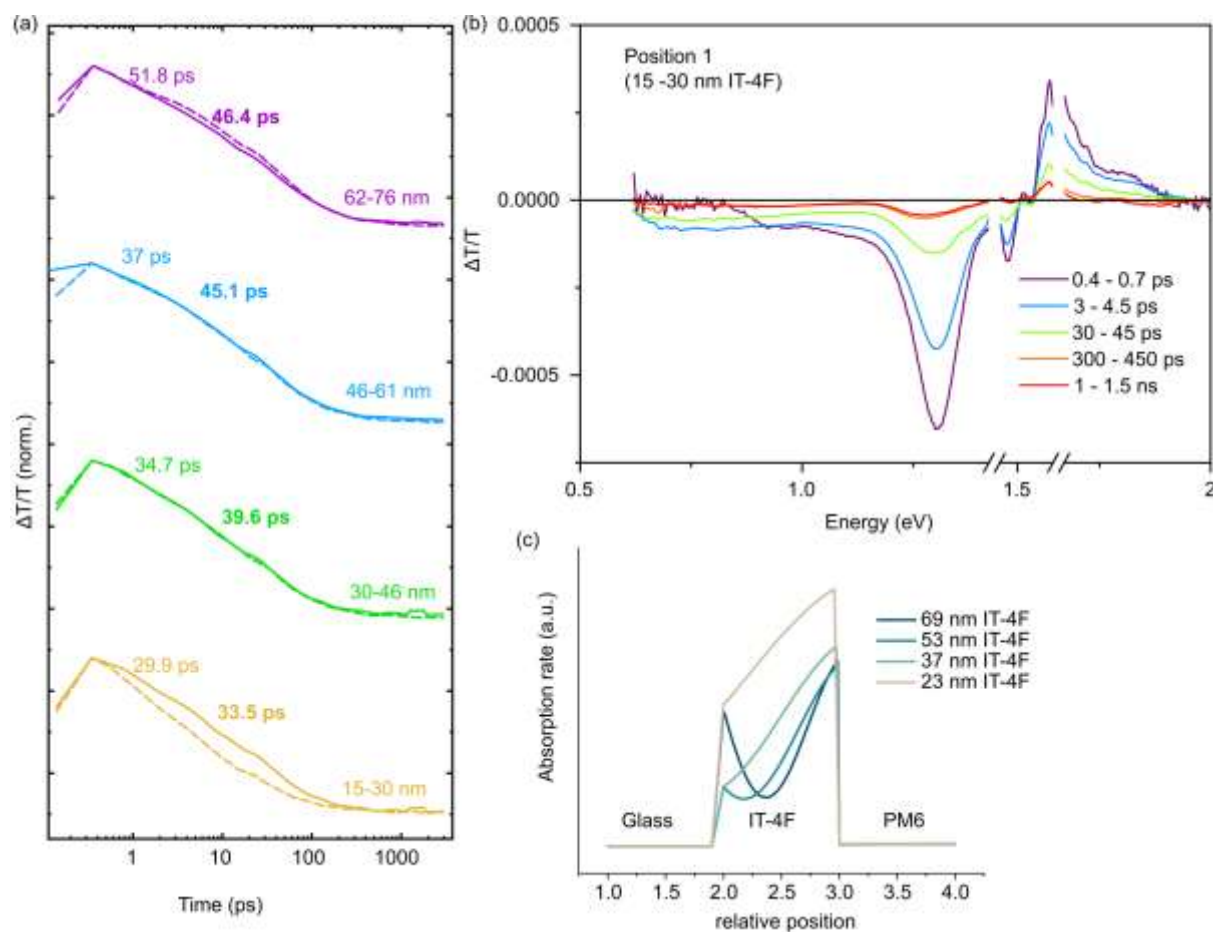 (a)
51.8 ps
46.4 ps
62-76 nm
37 ps
45.1 ps
46-61 nm
34.7 ps
39.6 ps
30-46 nm
29.9 ps
33.5 ps
15-30 nm
ΔT/T (norm.)
1
10
100
1000
Time (ps)
(b)
0.0005
0.0000
-0.0005
ΔT/T
Position 1
(15 -30 nm IT-4F)
0.4 - 0.7 ps
3 - 4.5 ps
30 - 45 ps
300 - 450 ps
1 - 1.5 ns
0.5
1.0
1.5
2
Energy (eV)
(c)
Absorption rate (a.u.)
69 nm IT-4F
53 nm IT-4F
37 nm IT-4F
23 nm IT-4F
Glass
IT-4F
PM6
1.0
1.5
2.0
2.5
3.0
3.5
4.0
relative position